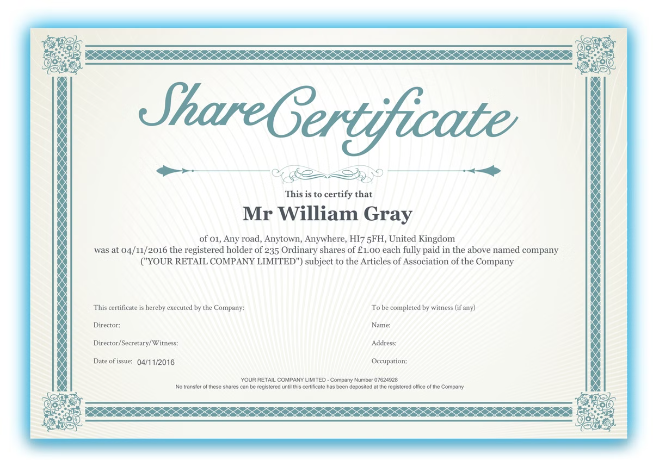 Share Certificate
This is to certify that
Mr William Gray
of 01, Any road, Anytown, Anywhere, HI7 5FH, United Kingdom
was at 04/11/2016 the registered holder of 235 Ordinary shares of £1.00 each fully paid in the above named company
("YOUR RETAIL COMPANY LIMITED") subject to the Articles of Association of the Company
This certificate is hereby executed by the Company:
Director:
Director/Secretary/Witness:
Date of issue: 04/11/2016
To be completed by witness (if any)
Name:
Address:
Occupation:
YOUR RETAIL COMPANY LIMITED - Company Number 07624928
No transfer of these shares can be registered until this certificate has been deposited at the registered office of the Company